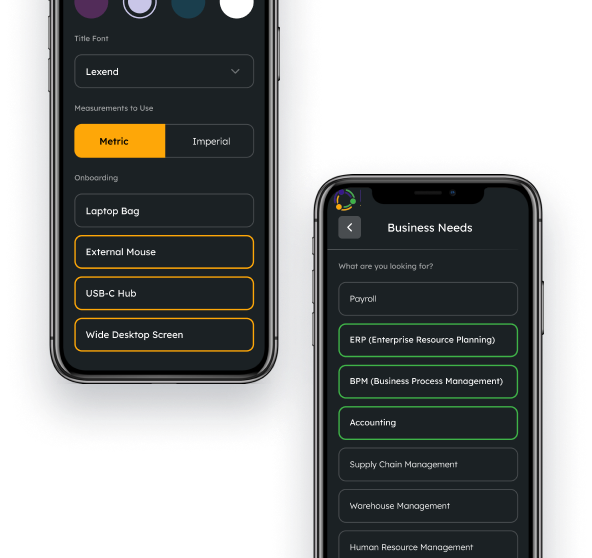 Title Font
Lexend
Measurements to Use
Metric
Imperial
Onboarding
Laptop Bag
External Mouse
USB-C Hub
Wide Desktop Screen
Business Needs
What are you looking for?
Payroll
ERP (Enterprise Resource Planning)
BPM (Business Process Management)
Accounting
Supply Chain Management
Warehouse Management
Human Resource Management